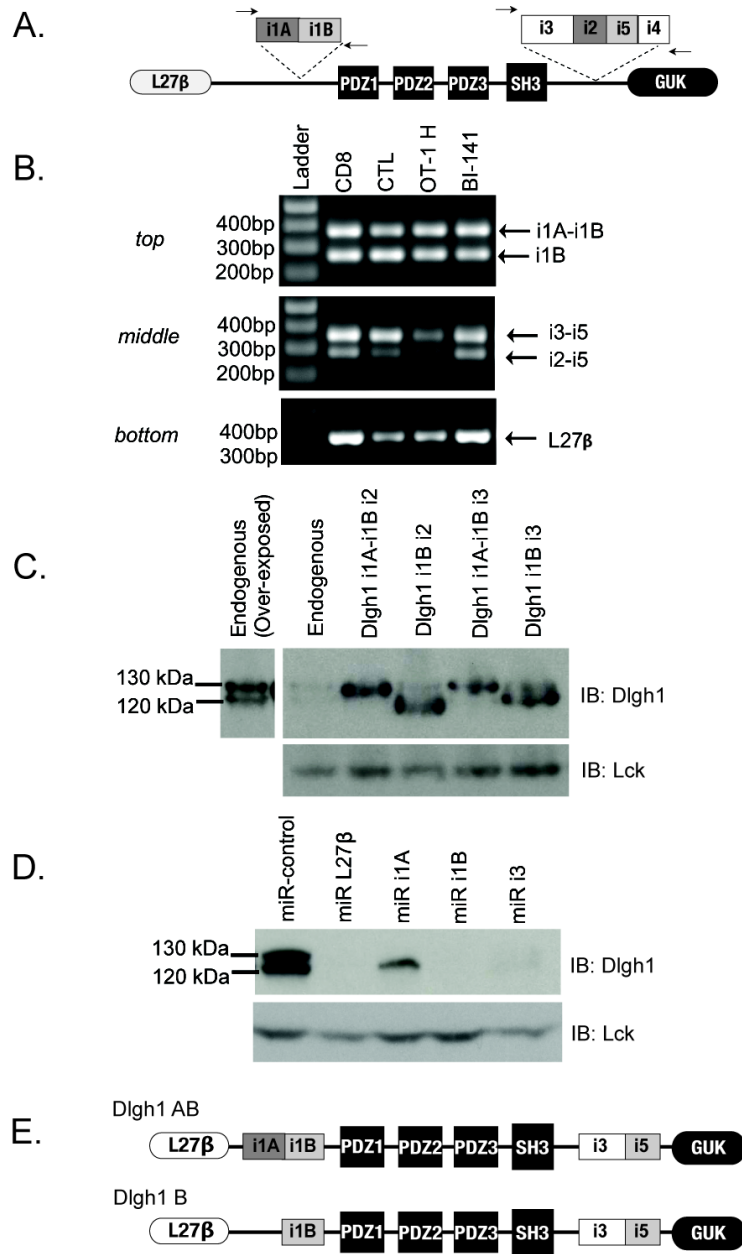 A.
i1A i1B
i3 i2 i5 i4
L27β PDZ1 PDZ2 PDZ3 SH3 GUK
B.
Ladder CD8 CTL OT-1 H BI-141
top
400bp
300bp
200bp
i1A-i1B
i1B
middle
400bp
300bp
200bp
i3-i5
i2-i5
bottom
400bp
300bp
L27β
C.
Endogenous (Over-exposed)
Endogenous
Dlgh1 i1A-i1B i2
Dlgh1 i1B i2
Dlgh1 i1A-i1B i3
Dlgh1 i1B i3
130 kDa
120 kDa
IB: Dlgh1
IB: Lck
D.
miR-control
miR L27β
miR i1A
miR i1B
miR i3
130 kDa
120 kDa
IB: Dlgh1
IB: Lck
E.
Dlgh1 AB
L27β i1A i1B PDZ1 PDZ2 PDZ3 SH3 i3 i5 GUK
Dlgh1 B
L27β i1B PDZ1 PDZ2 PDZ3 SH3 i3 i5 GUK